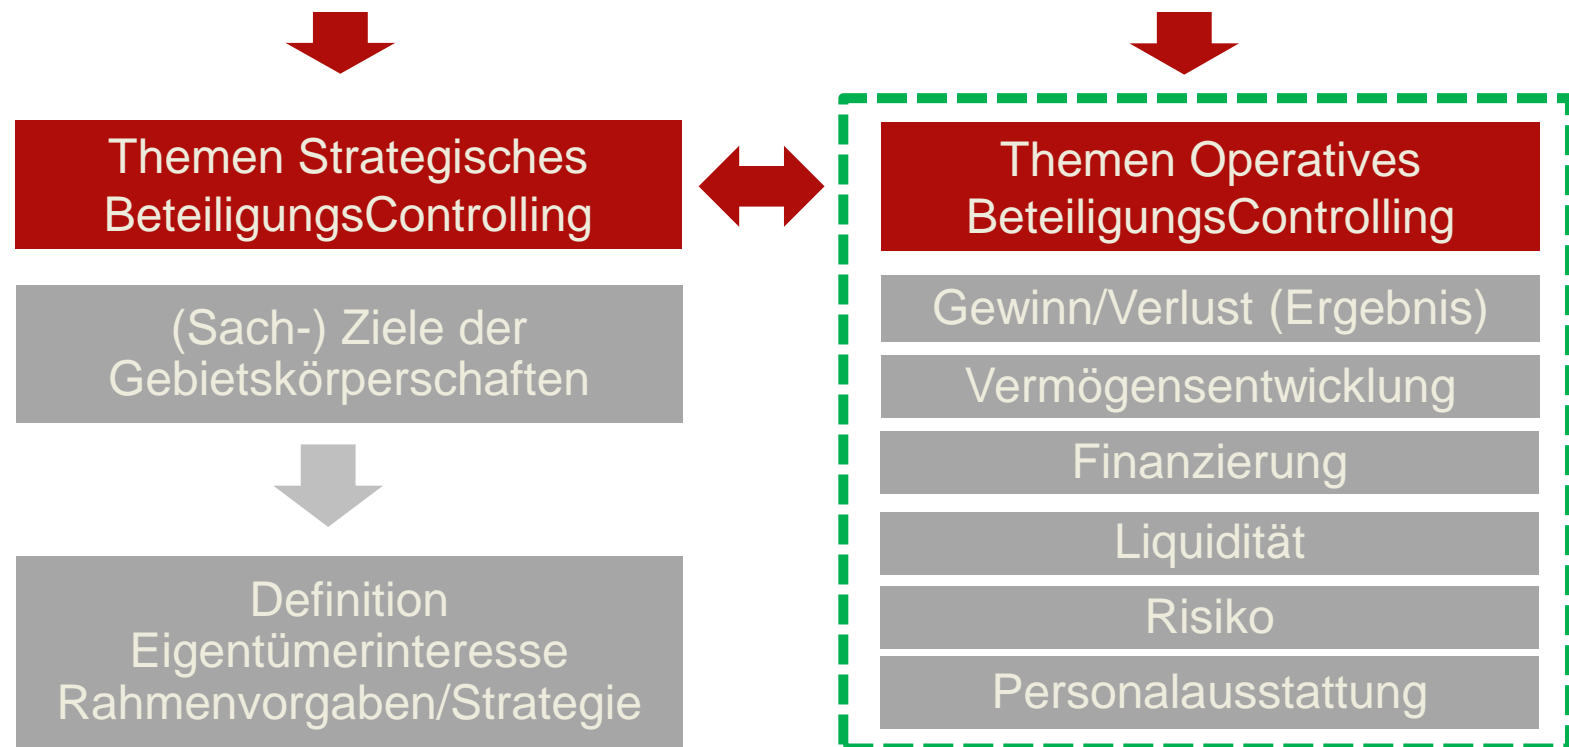 Themen Strategisches
BeteiligungsControlling
(Sach-) Ziele der
Gebietskörperschaften
Definition
Eigentümerinteresse
Rahmenvorgaben/Strategie
Themen Operatives
BeteiligungsControlling
Gewinn/Verlust (Ergebnis)
Vermögensentwicklung
Finanzierung
Liquidität
Risiko
Personalausstattung